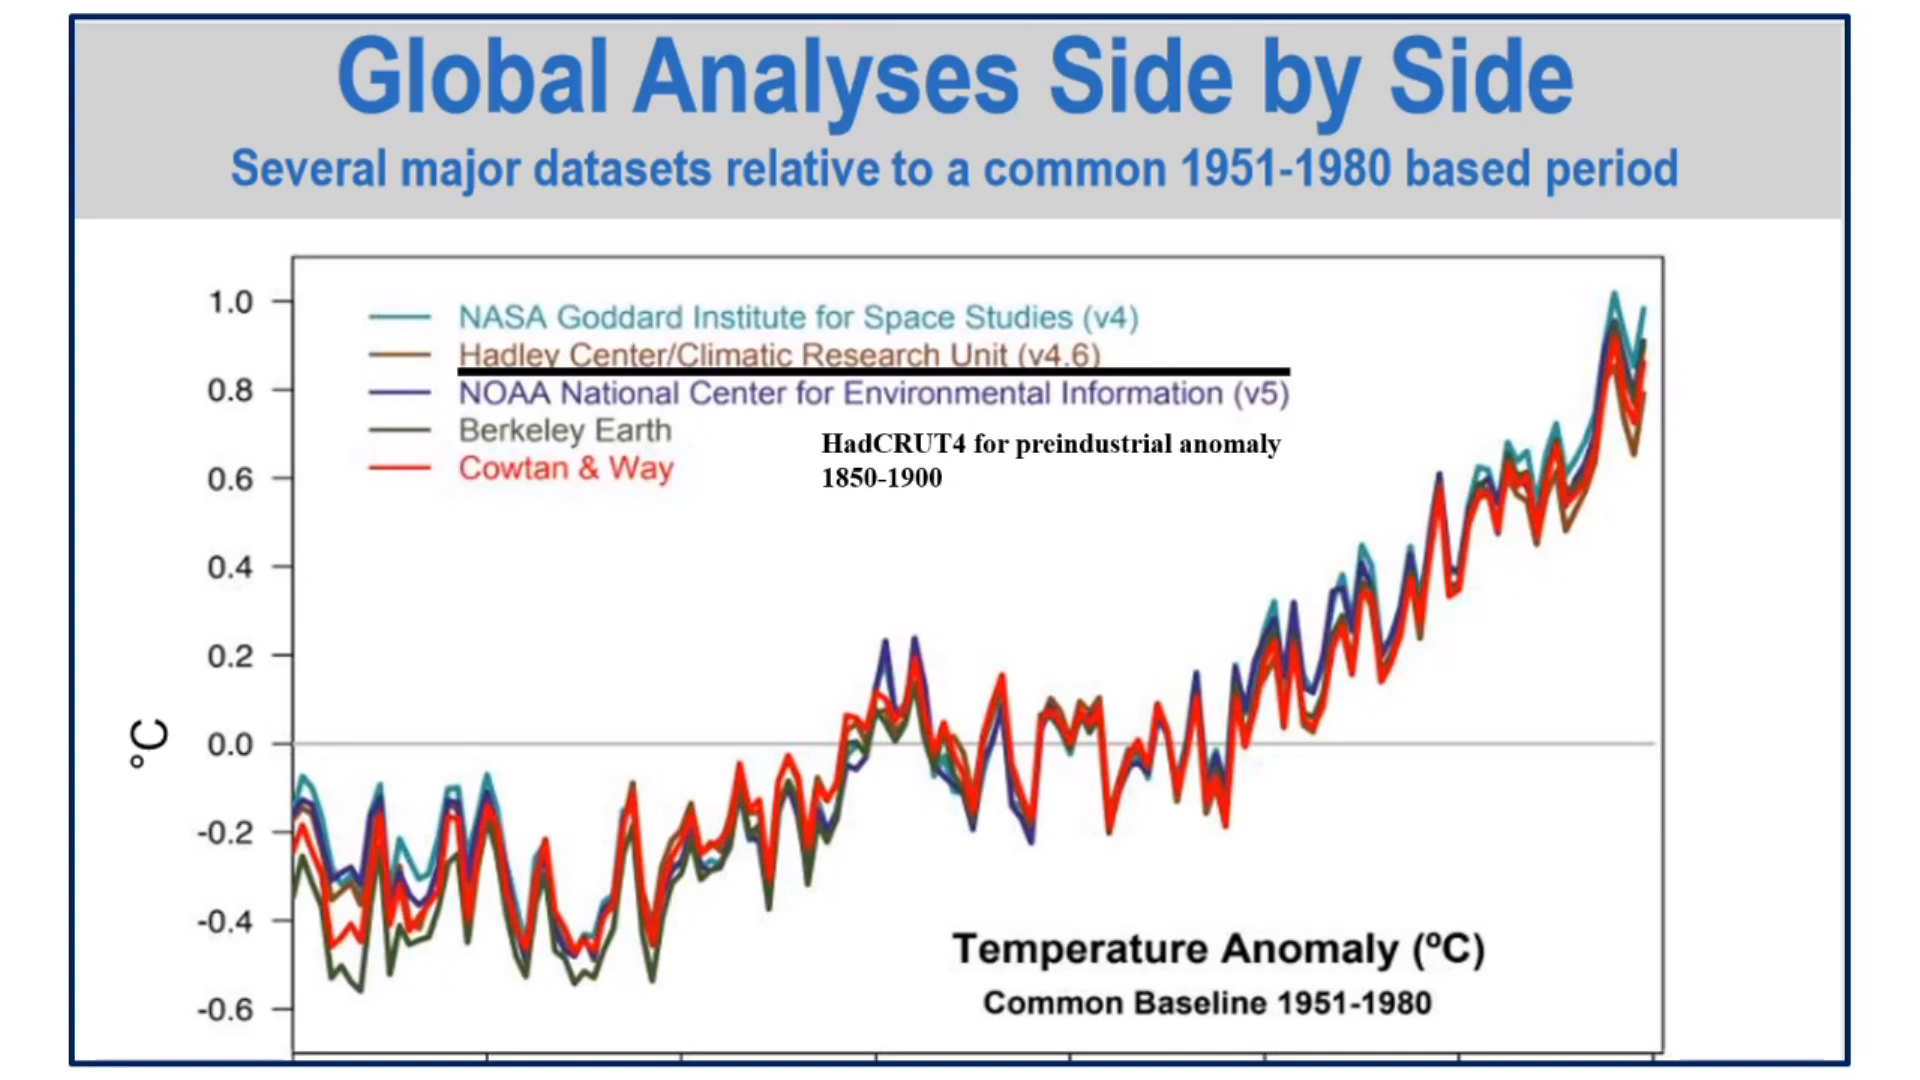 Global Analyses Side by Side
Several major datasets relative to a common 1951-1980 based period
NASA Goddard Institute for Space Studies (v4)
Hadley Center/Climatic Research Unit (v4.6)
NOAA National Center for Environmental Information (v5)
Berkeley Earth
Cowtan & Way
HadCRUT4 for preindustrial anomaly
1850-1900
1.0
0.8
0.6
0.4
0.2
0.0
-0.2
-0.4
-0.6
°C
Temperature Anomaly (ºC)
Common Baseline 1951-1980